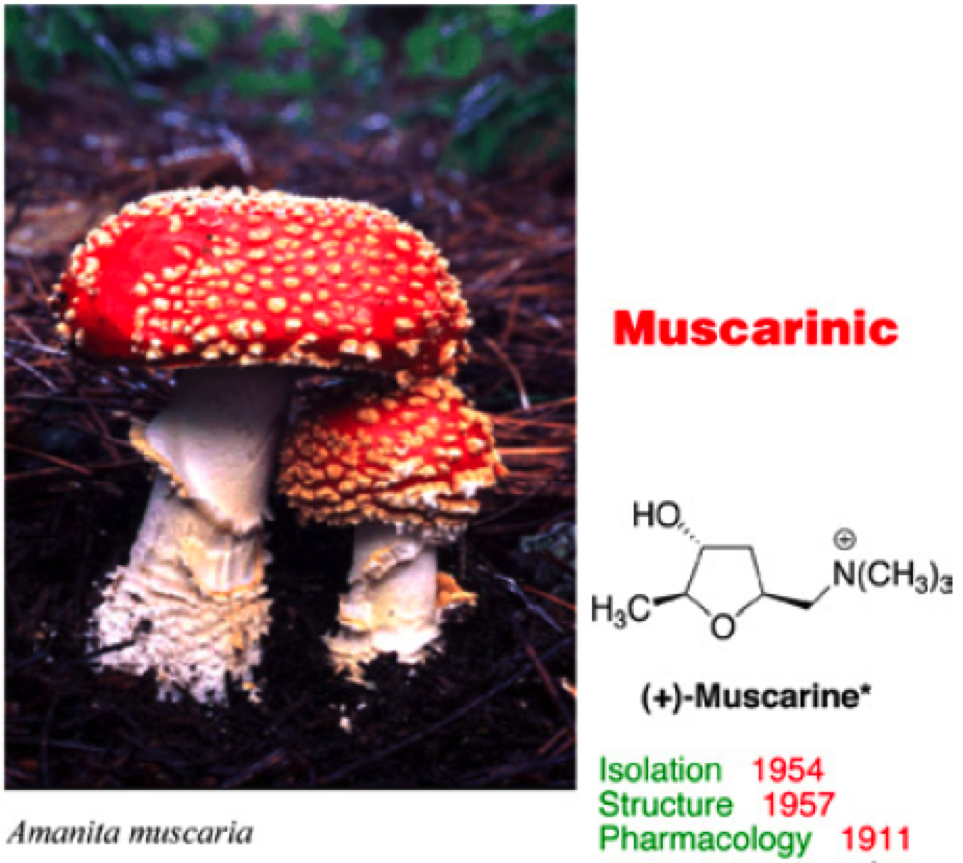 Muscarinic
HO
⊕
N(CH₃)₃
H₃C
O
(+)-Muscarine*
Isolation 1954
Structure 1957
Pharmacology 1911
Amanita muscaria